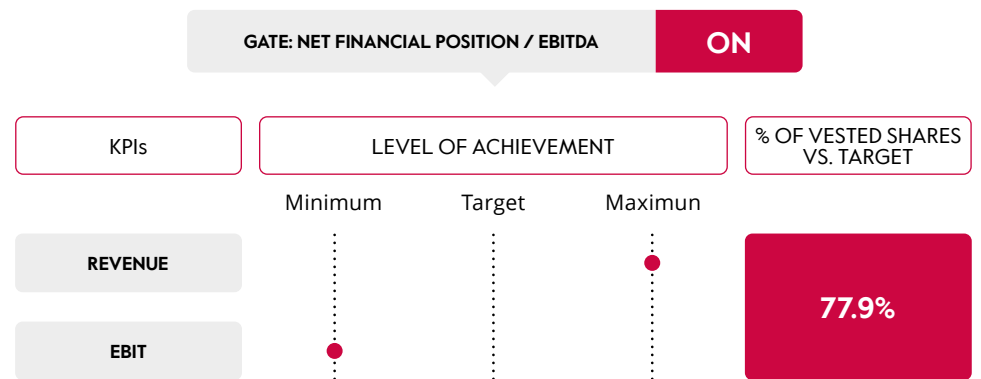 GATE: NET FINANCIAL POSITION / EBITDA ON
KPIs LEVEL OF ACHIEVEMENT % OF VESTED SHARES
VS. TARGET
Minimum Target Maximun
REVENUE
77.9%
EBIT